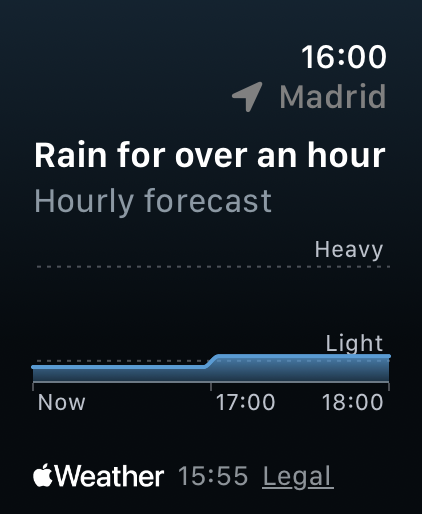 16:00
Madrid
Rain for over an hour
Hourly forecast
Heavy
Light
Now 17:00 18:00
Weather 15:55 Legal